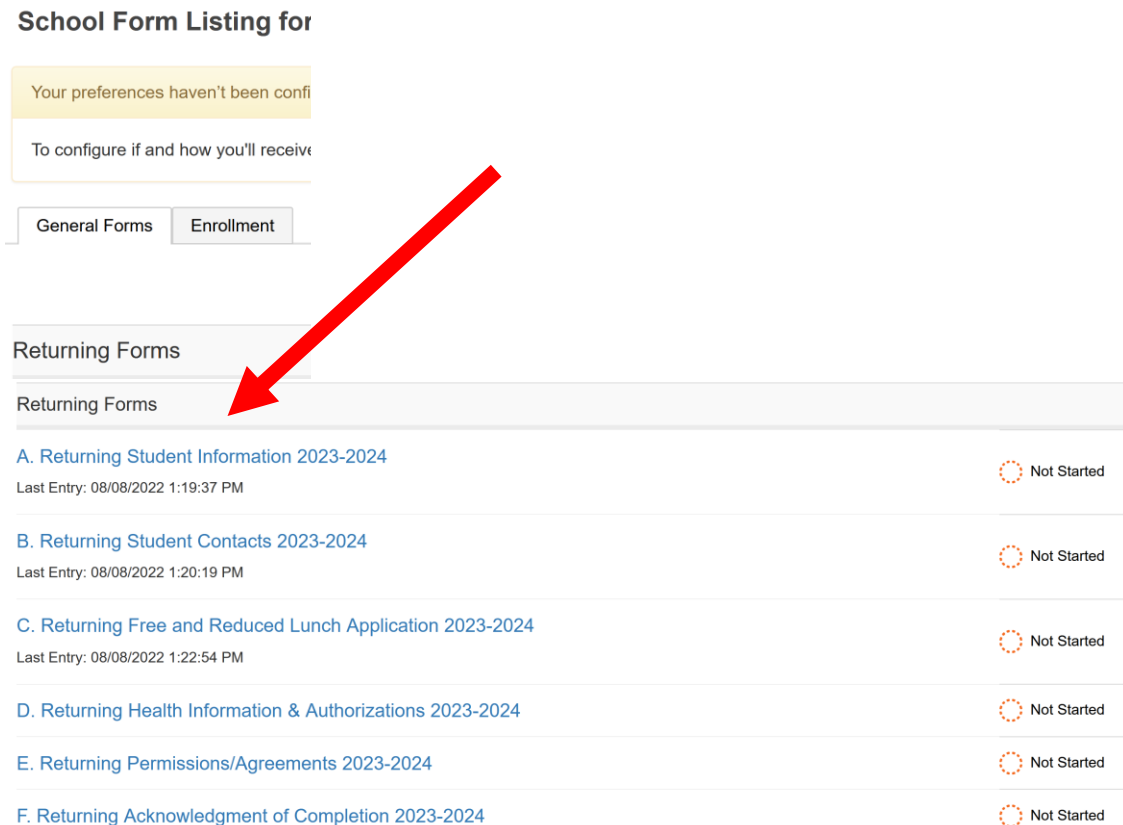 School Form Listing for
Your preferences haven't been confi
To configure if and how you'll receive
General Forms Enrollment
Returning Forms
Returning Forms
A. Returning Student Information 2023-2024
Last Entry: 08/08/2022 1:19:37 PM
Not Started
B. Returning Student Contacts 2023-2024
Last Entry: 08/08/2022 1:20:19 PM
Not Started
C. Returning Free and Reduced Lunch Application 2023-2024
Last Entry: 08/08/2022 1:22:54 PM
Not Started
D. Returning Health Information & Authorizations 2023-2024
Not Started
E. Returning Permissions/Agreements 2023-2024
Not Started
F. Returning Acknowledgment of Completion 2023-2024
Not Started